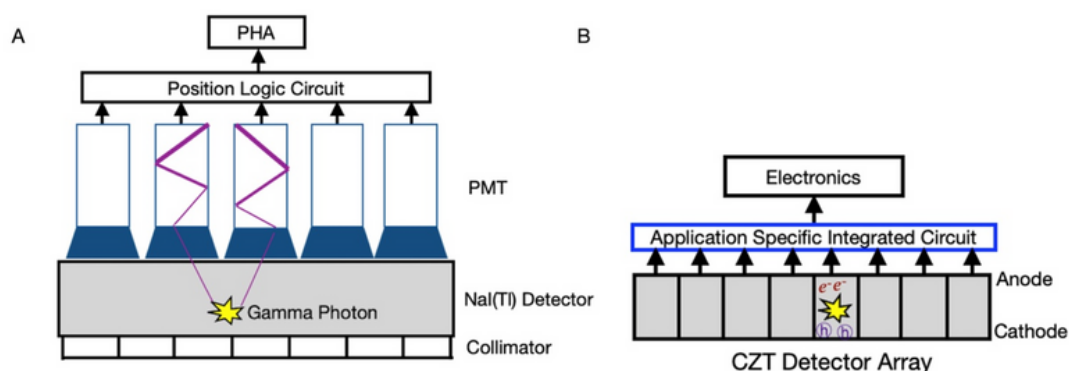 A
PHA
Position Logic Circuit
PMT
NaI(Tl) Detector
Gamma Photon
Collimator
B
Electronics
Application Specific Integrated Circuit
Anode
e⁻ e⁻
h h
Cathode
CZT Detector Array